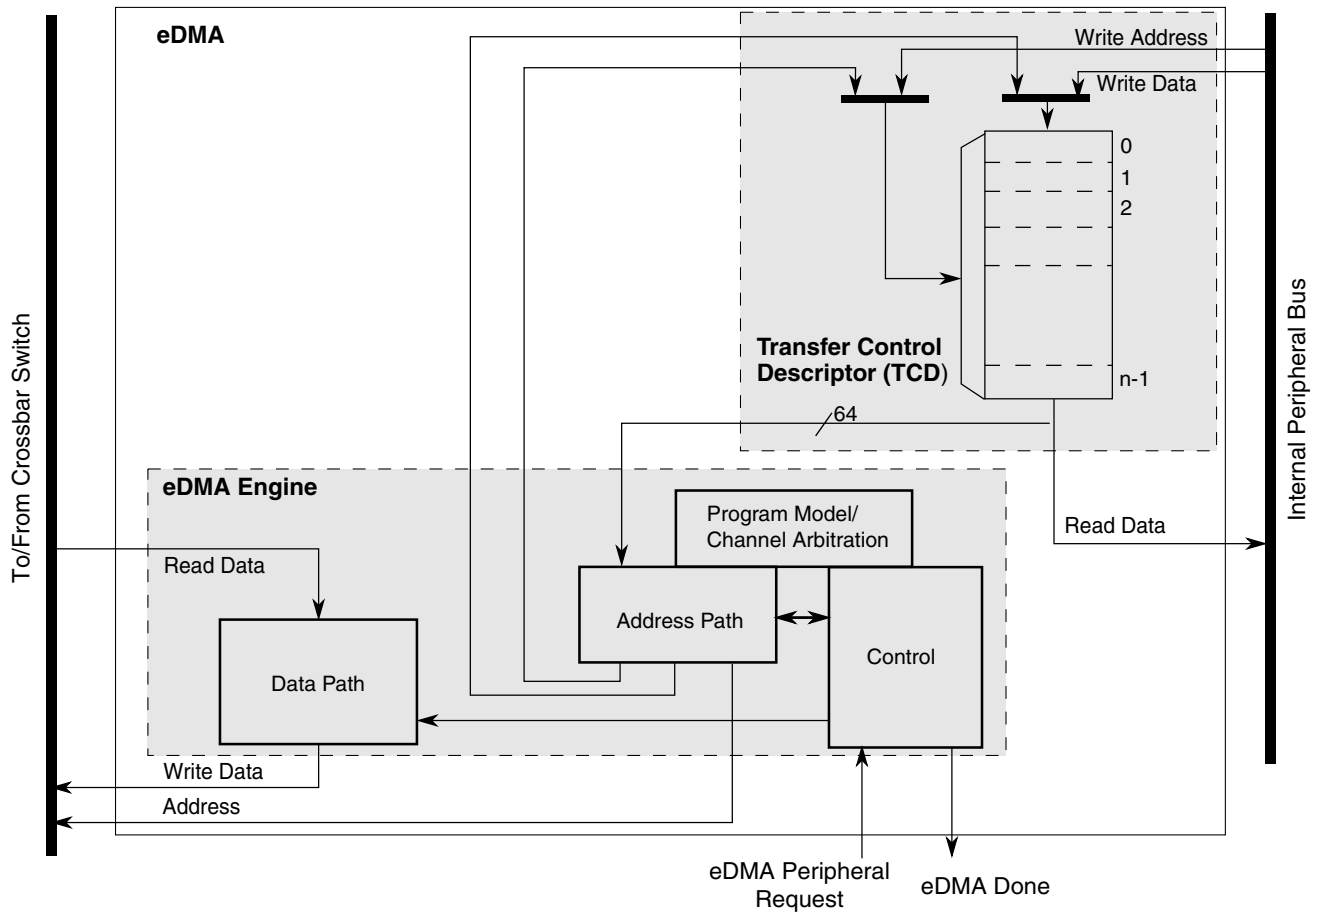 eDMA
Write Address
Write Data
0
1
2
n-1
Transfer Control
Descriptor (TCD)
64
To/From Crossbar Switch
Internal Peripheral Bus
eDMA Engine
Program Model/
Channel Arbitration
Read Data
Read Data
Address Path
Control
Data Path
Write Data
Address
eDMA Peripheral
Request
eDMA Done